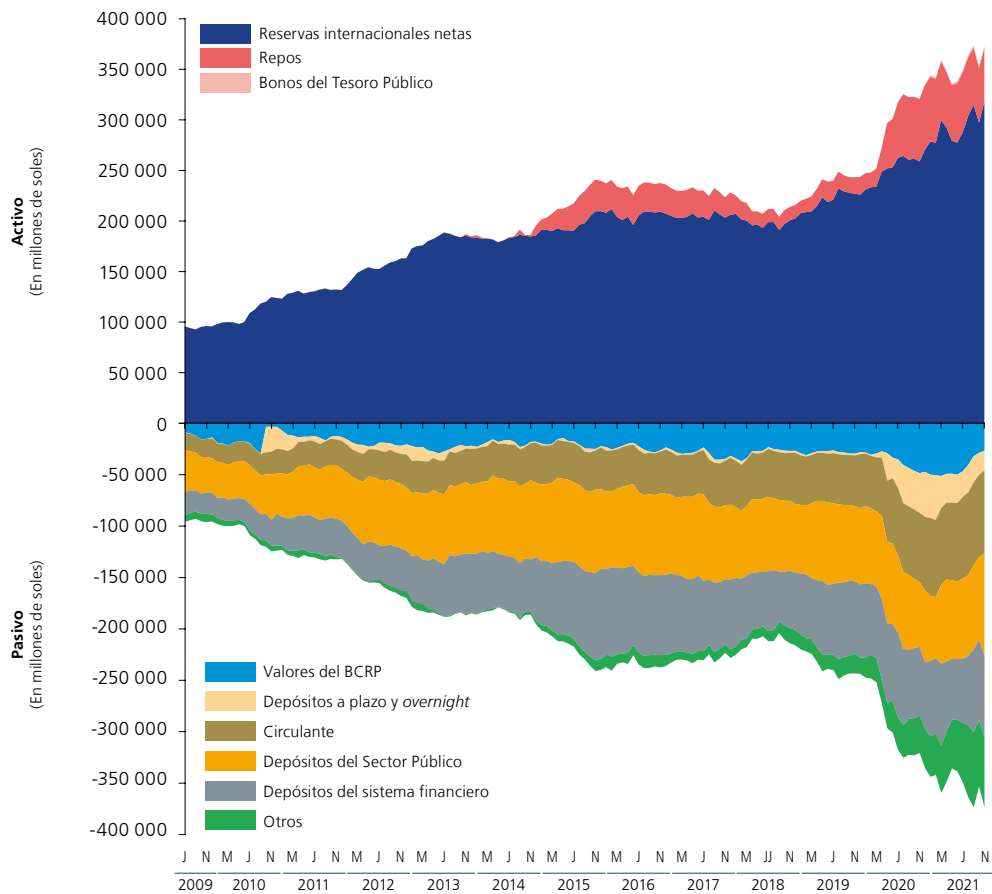 400 000
350 000
300 000
250 000
200 000
150 000
100 000
50 000
0
-50 000
-100 000
-150 000
-200 000
-250 000
-300 000
-350 000
-400 000
Activo
(En millones de soles)
Pasivo
(En millones de soles)
Reservas internacionales netas
Repos
Bonos del Tesoro Público
Valores del BCRP
Depósitos a plazo y overnight
Circulante
Depósitos del Sector Público
Depósitos del sistema financiero
Otros
J N M J N M J N M J N M J N M J N M J N M J N M J N M JJ N M J N M J N M J N
2009 2010 2011 2012 2013 2014 2015 2016 2017 2018 2019 2020 2021